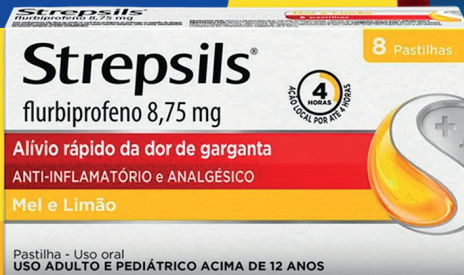 Strepsils
flurbiprofeno 8,75 mg
8 pastilhas
8 Pastilhas
Strepsils®
flurbiprofeno 8,75 mg
4
HORAS
AÇÃO LOCAL POR ATÉ 4 HORAS
Alívio rápido da dor de garganta
ANTI-INFLAMATÓRIO e ANALGÉSICO
Mel e Limão
Pastilha - Uso oral
USO ADULTO E PEDIÁTRICO ACIMA DE 12 ANOS